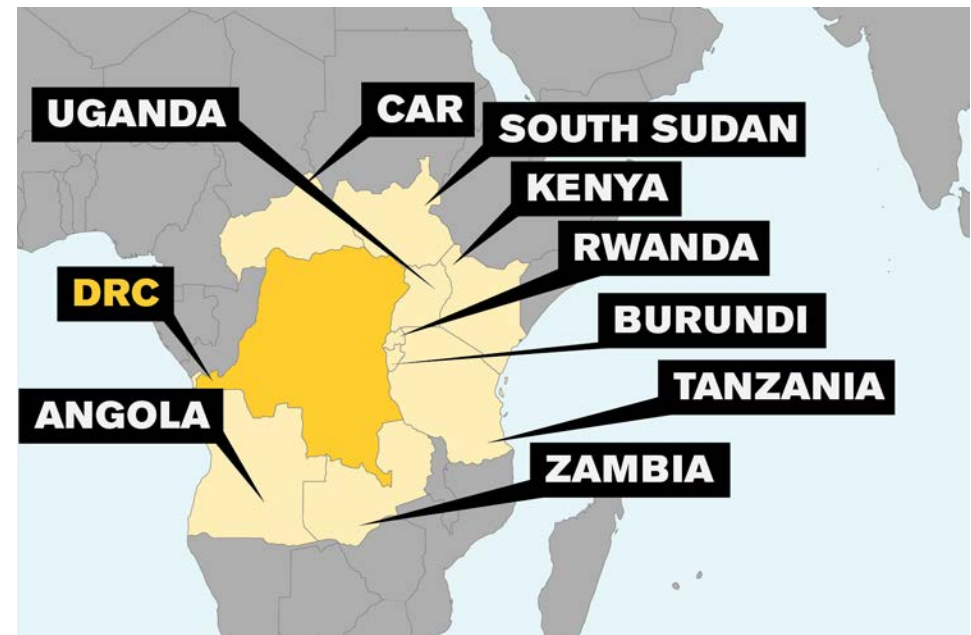 UGANDA
CAR
SOUTH SUDAN
KENYA
RWANDA
DRC
BURUNDI
TANZANIA
ANGOLA
ZAMBIA